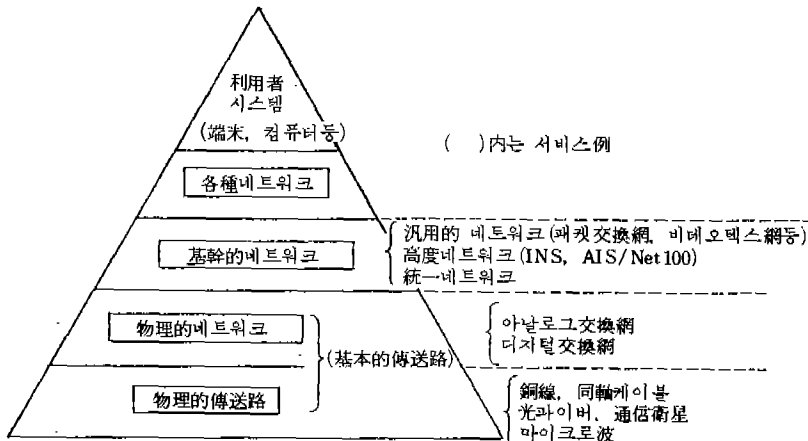 利用者
시스템
(端末, 컴퓨터등)
( )內는 서비스例
各種네트워크
基幹的네트워크
汎用的 네트워크(패킷交換網, 비데오텍스網등)
高度네트워크(INS, AIS/Net100)
統一네트워크
物理的네트워크
(基本的傳送路)
아날로그交換網
디지털交換網
物理的傳送路
銅線, 同軸케이블
光파이버, 通信衛星
마이크로波